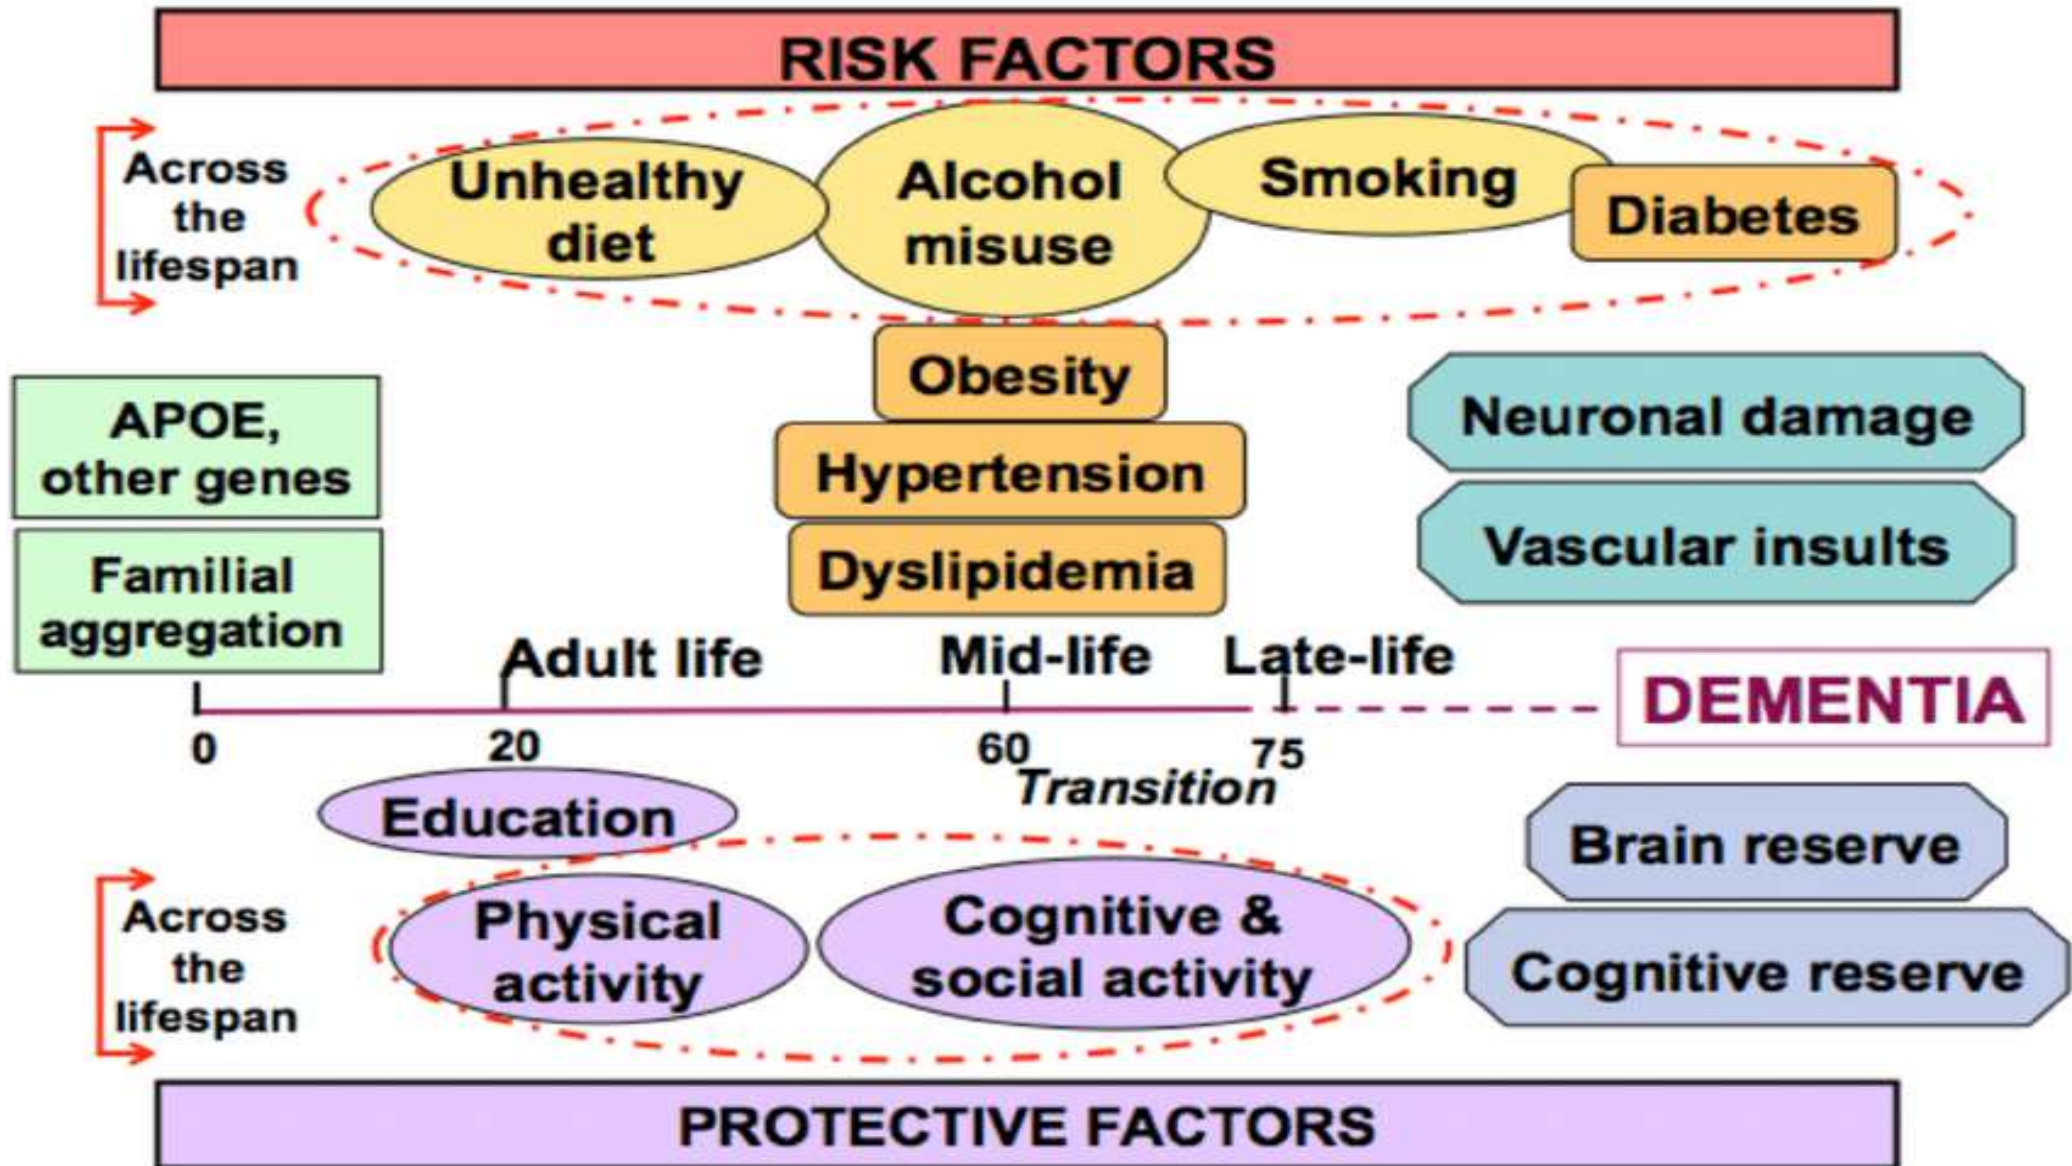 RISK FACTORS
Across
the
lifespan
Unhealthy
diet
Alcohol
misuse
Smoking
Diabetes
Obesity
Hypertension
Dyslipidemia
APOE,
other genes
Familial
aggregation
Neuronal damage
Vascular insults
Adult life
Mid-life
Late-life
DEMENTIA
0
20
60
75
Transition
Education
Across
the
lifespan
Physical
activity
Cognitive &
social activity
Brain reserve
Cognitive reserve
PROTECTIVE FACTORS